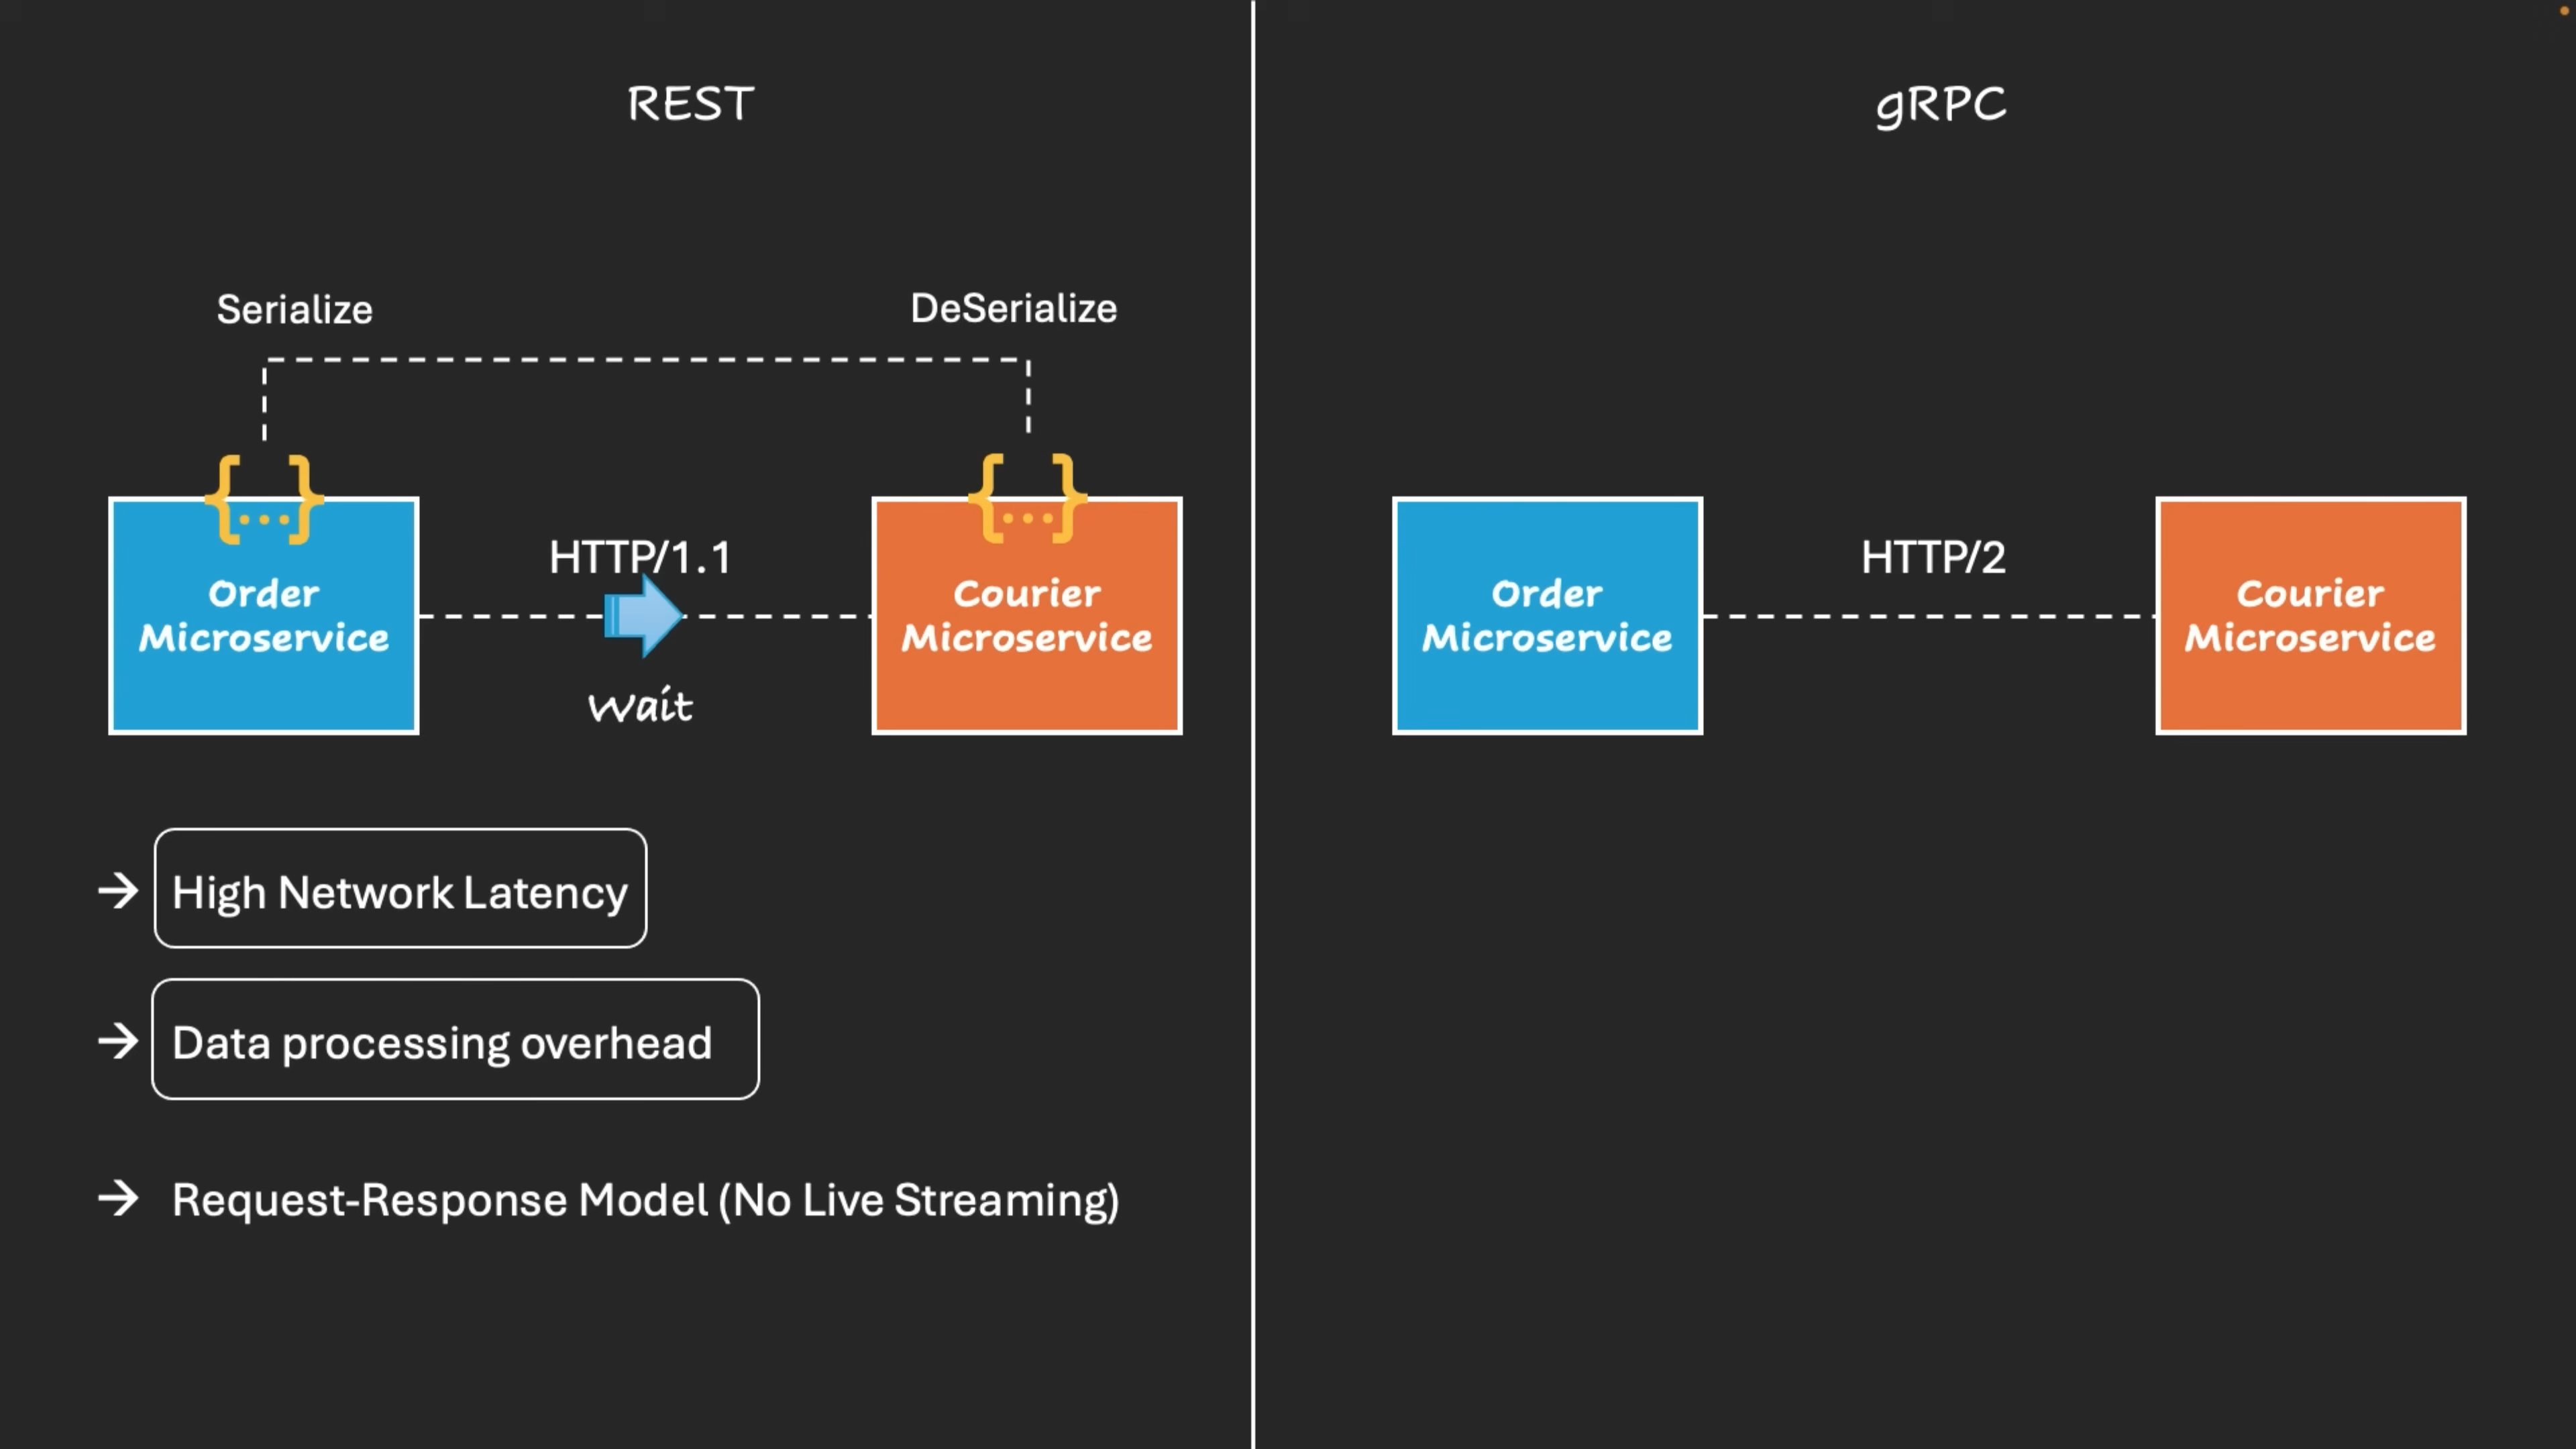 REST
Serialize
DeSerialize
{...}
{...}
Order
Microservice
HTTP/1.1
Wait
Courier
Microservice
→ High Network Latency
→ Data processing overhead
→ Request-Response Model (No Live Streaming)
gRPC
Order
Microservice
HTTP/2
Courier
Microservice